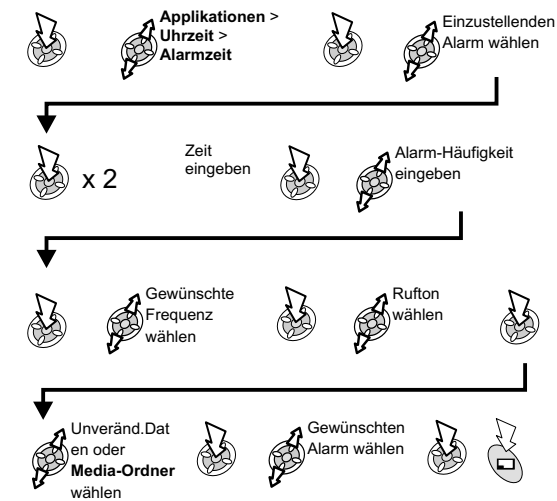 Applikationen >
Uhrzeit >
Alarmzeit
Einzustellenden
Alarm wählen
x 2
Zeit
eingeben
Alarm-Häufigkeit
eingeben
Gewünschte
Frequenz
wählen
Rufton
wählen
Unveränd.Dat
en oder
Media-Ordner
wählen
Gewünschten
Alarm wählen